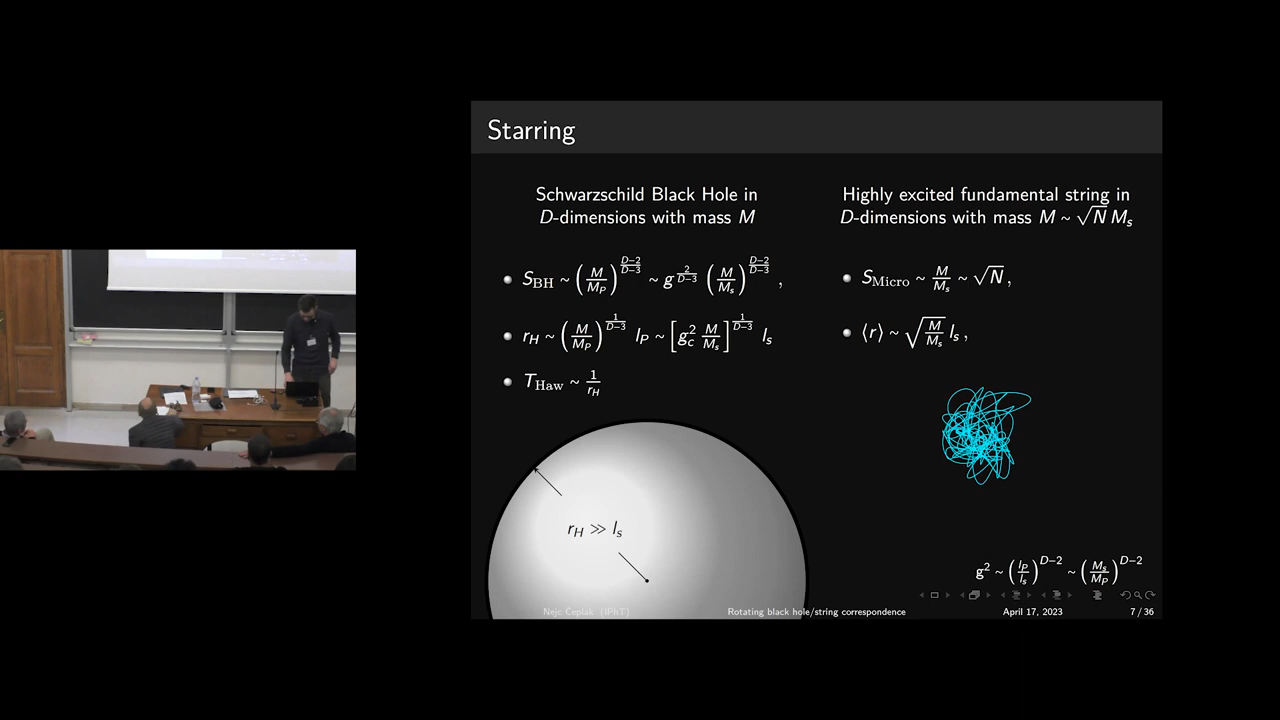 Starring
Schwarzschild Black Hole in
D-dimensions with mass M
S_BH ~ (M/M_P)^{D−2/D−3} ~ g^{2/D−3} (M/M_s)^{D−2/D−3} ,
r_H ~ (M/M_P)^{1/D−3} l_P ~ [g_c^2 M/M_s]^{1/D−3} l_s
T_Haw ~ 1/r_H
r_H ≫ l_s
Highly excited fundamental string in
D-dimensions with mass M ~ √N M_s
S_Micro ~ M/M_s ~ √N ,
⟨r⟩ ~ √(M/M_s) l_s ,
g^2 ~ (l_P/l_s)^{D−2} ~ (M_s/M_P)^{D−2}
Nejc Čeplak (IPhT)
Rotating black hole/string correspondence
April 17, 2023
7 / 36